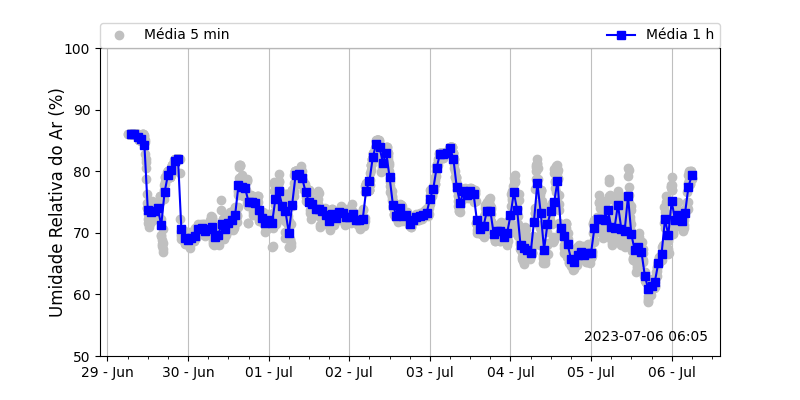 Média 5 min Média 1 h
Umidade Relativa do Ar (%)
100
90
80
70
60
50
2023-07-06 06:05
29 - Jun 30 - Jun 01 - Jul 02 - Jul 03 - Jul 04 - Jul 05 - Jul 06 - Jul